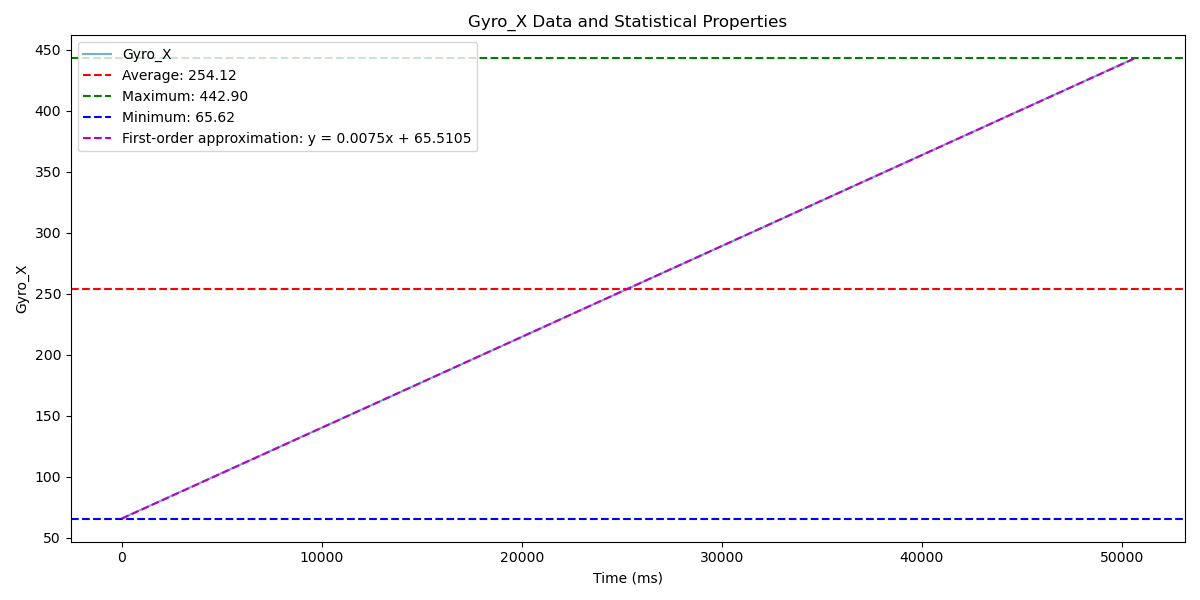 Gyro_X Data and Statistical Properties
Gyro_X
Average: 254.12
Maximum: 442.90
Minimum: 65.62
First-order approximation: y = 0.0075x + 65.5105
450
400
350
300
250
200
150
100
50
Gyro_X
0 10000 20000 30000 40000 50000
Time (ms)